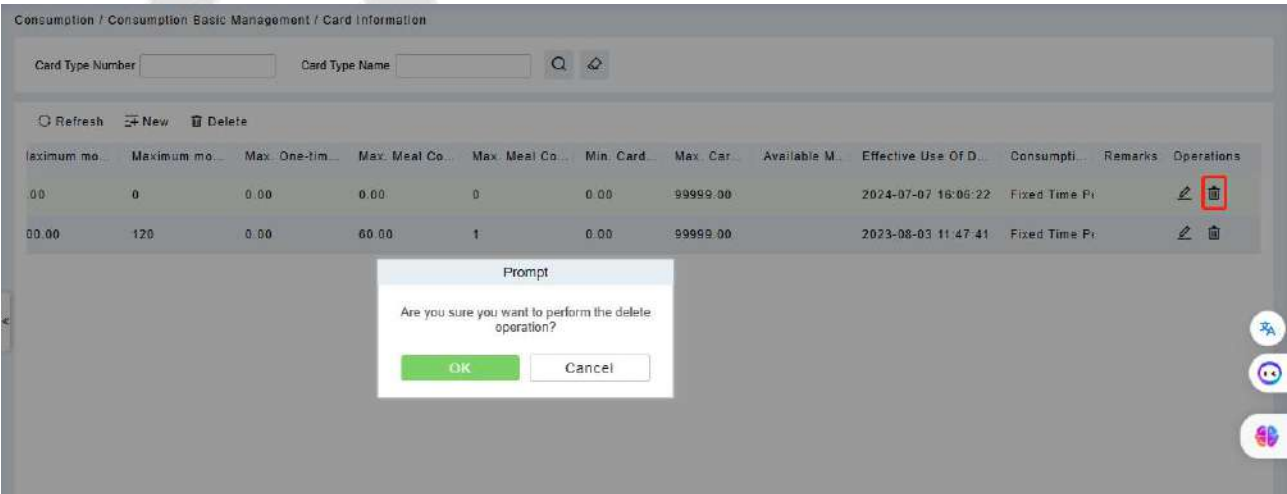 Consumption / Consumption Basic Management / Card Information
Card Type Number Card Type Name
Refresh New Delete
laximum mo... Maximum mo... Max. One-tim... Max. Meal Co... Max. Meal Co... Min. Card... Max. Car... Available M... Effective Use Of D... Consumpti... Remarks Operations
.00 0 0.00 0.00 0 0.00 99999.00 2024-07-07 16:06:22 Fixed Time Pr
00.00 120 0.00 60.00 1 0.00 99999.00 2023-08-03 11:47:41 Fixed Time Pr
Prompt
Are you sure you want to perform the delete
operation?
OK Cancel